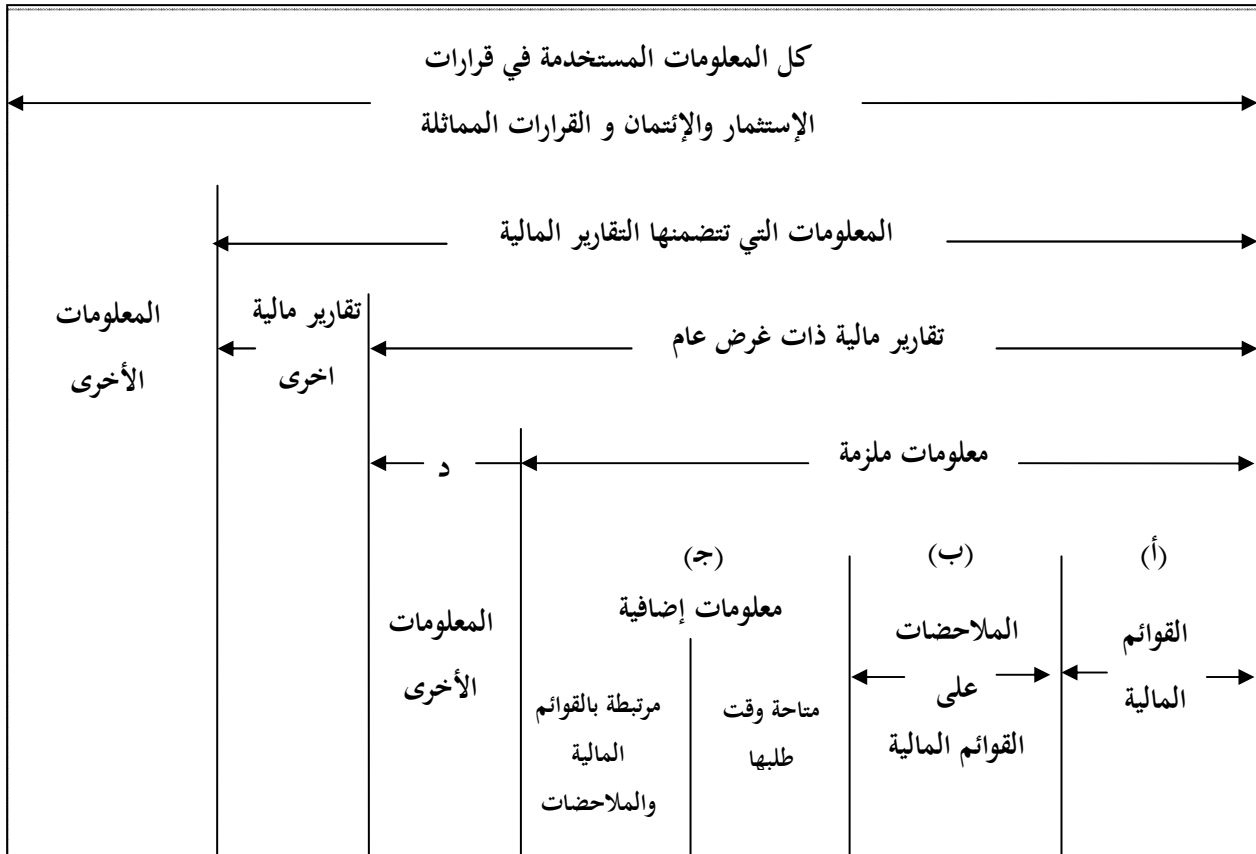 كل المعلومات المستخدمة في قرارات
الإستثمار والإئتمان و القرارات المماثلة
المعلومات التي تتضمنها التقارير المالية
المعلومات
الأخرى
تقارير مالية
اخرى
تقارير مالية ذات غرض عام
معلومات ملزمة
د
(أ)
القوائم
المالية
(ب)
الملاحضات
على
القوائم المالية
(ج)
معلومات إضافية
متاحة وقت
طلبها
مرتبطة بالقوائم
المالية
والملاحضات
المعلومات
الأخرى